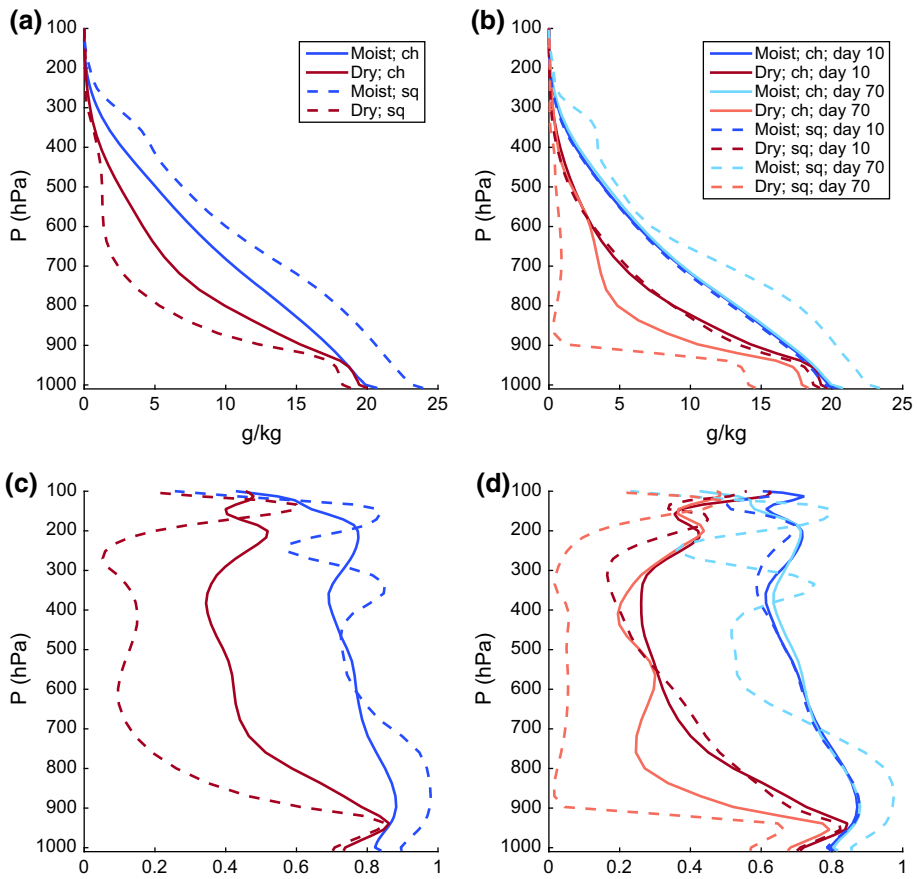 (a)
100
200
300
400
500
600
700
800
900
1000
P (hPa)
0
5
10
15
20
25
g/kg
Moist; ch
Dry; ch
Moist; sq
Dry; sq
(b)
100
200
300
400
500
600
700
800
900
1000
P (hPa)
0
5
10
15
20
25
g/kg
Moist; ch; day 10
Dry; ch; day 10
Moist; ch; day 70
Dry; ch; day 70
Moist; sq; day 10
Dry; sq; day 10
Moist; sq; day 70
Dry; sq; day 70
(c)
100
200
300
400
500
600
700
800
900
1000
P (hPa)
0
0.2
0.4
0.6
0.8
1
(d)
100
200
300
400
500
600
700
800
900
1000
P (hPa)
0
0.2
0.4
0.6
0.8
1